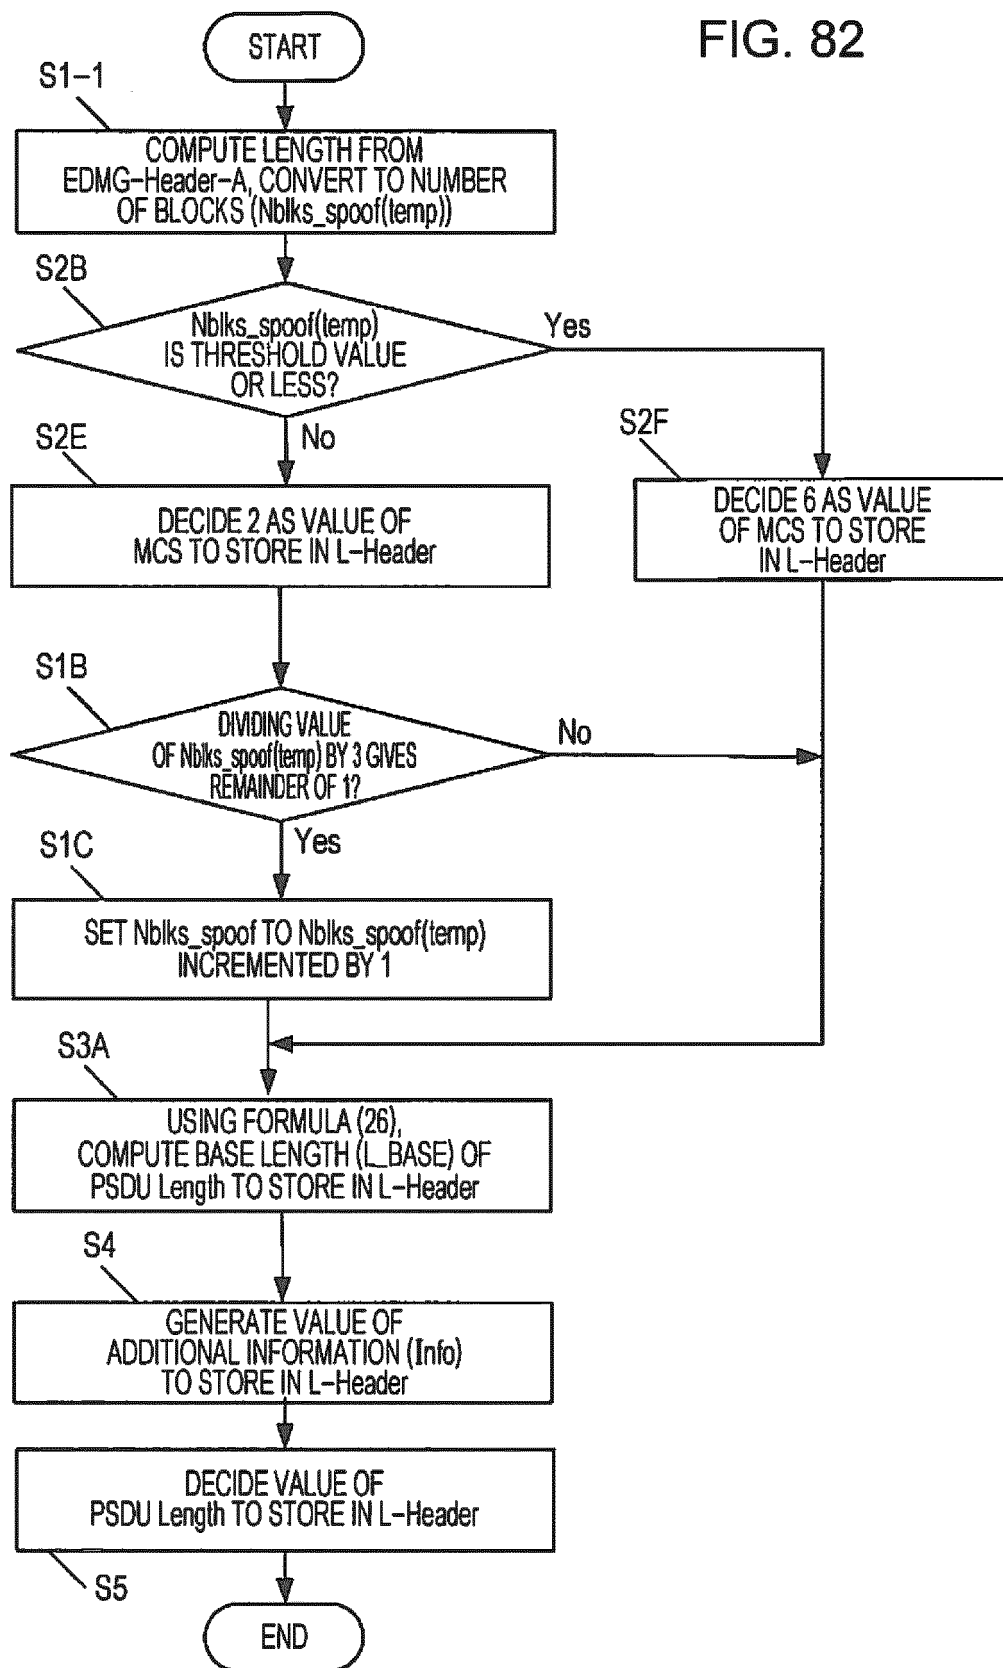 FIG. 82
START
S1-1
COMPUTE LENGTH FROM
EDMG-Header-A, CONVERT TO NUMBER
OF BLOCKS (Nblks_spoof(temp))
S2B
Nblks_spoof(temp)
IS THRESHOLD VALUE
OR LESS?
Yes
No
S2E
DECIDE 2 AS VALUE OF
MCS TO STORE IN L-Header
S2F
DECIDE 6 AS VALUE
OF MCS TO STORE
IN L-Header
S1B
DIVIDING VALUE
OF Nblks_spoof(temp) BY 3 GIVES
REMAINDER OF 1?
No
Yes
S1C
SET Nblks_spoof TO Nblks_spoof(temp)
INCREMENTED BY 1
S3A
USING FORMULA (26),
COMPUTE BASE LENGTH (L_BASE) OF
PSDU Length TO STORE IN L-Header
S4
GENERATE VALUE OF
ADDITIONAL INFORMATION (Info)
TO STORE IN L-Header
DECIDE VALUE OF
PSDU Length TO STORE IN L-Header
S5
END